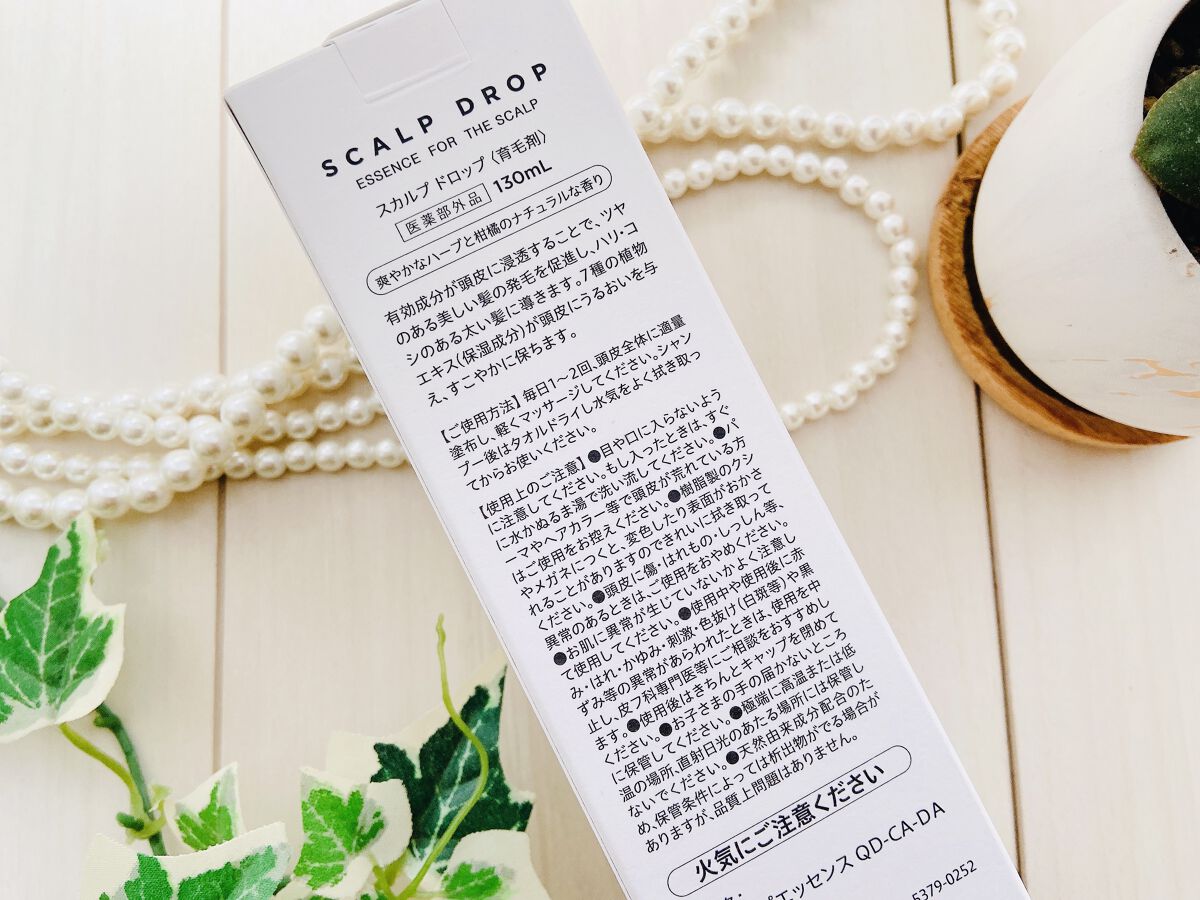 SCALP DROP
ESSENCE FOR THE SCALP
スカルプ ドロップ〈育毛剤〉
医薬部外品 130mL
爽やかなハーブと柑橘のナチュラルな香り
有効成分が頭皮に浸透することで、ツヤ
のある美しい髪の発毛を促進し、ハリ・コ
シのある太い髪に導きます。7種の植物
エキス(保湿成分)が頭皮にうるおいを与
え、すこやかに保ちます。
【ご使用方法】毎日1〜2回、頭皮全体に適量
塗布し、軽くマッサージしてください。シャン
プー後はタオルドライし水気をよく拭き取っ
てからお使いください。
【使用上のご注意】●目や口に入らないよう
に注意してください。もし入ったときは、すぐ
に水かぬるま湯で洗い流してください。●パ
ーマやヘアカラー等で頭皮が荒れている方
はご使用をお控えください。●樹脂製のクシ
やメガネにつくと、変色したり表面がおかさ
れることがありますのできれいに拭き取って
ください。●頭皮に傷・はれもの・しっしん等、
異常のあるときは、ご使用をおやめください。
●お肌に異常が生じていないかよく注意し
て使用してください。●使用中や使用後に赤
み・はれ・かゆみ・刺激・色抜け(白斑等)や黒
ずみ等の異常があらわれたときは、使用を中
止し、皮フ科専門医等にご相談をおすすめし
ます。●使用後はきちんとキャップを閉めて
ください。●お子さまの手の届かないところ
に保管してください。●極端に高温または低
温の場所、直射日光のあたる場所には保管し
ないでください。●天然由来成分配合のた
め、保管条件によっては析出物がでる場合が
ありますが、品質上問題はありません。
火気にご注意ください
プエッセンス QD-CA-DA
5379-0252